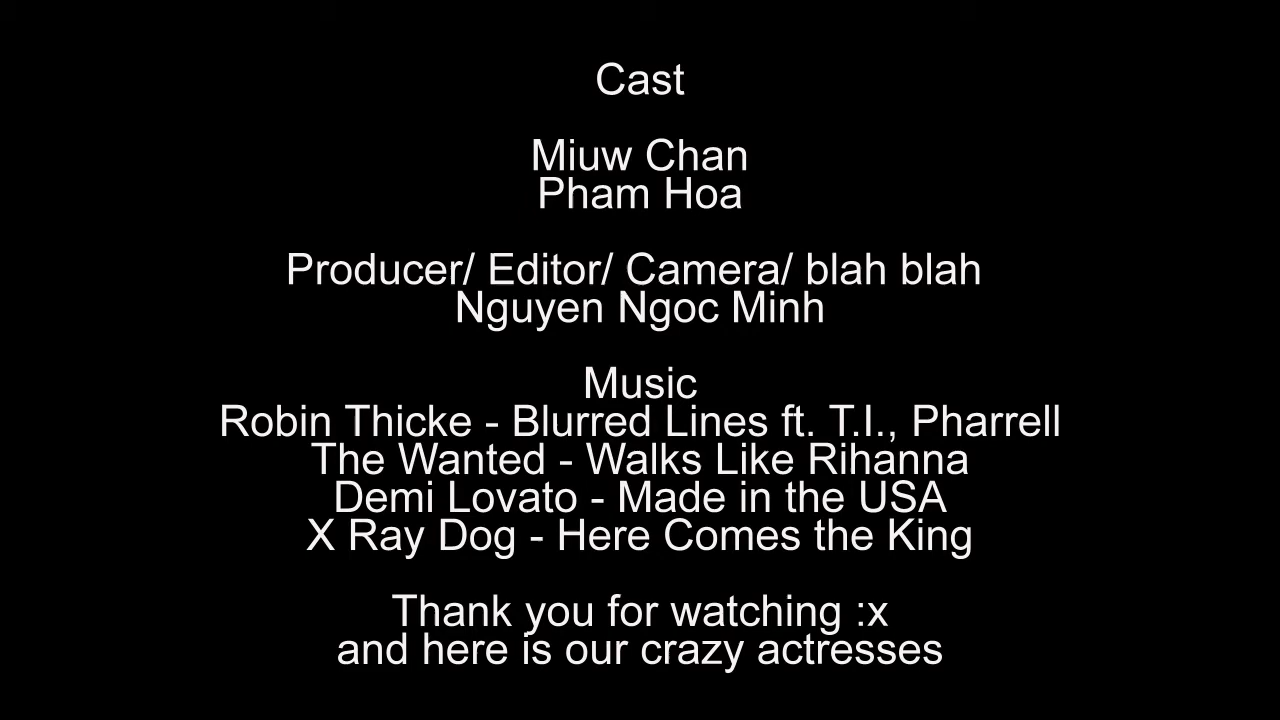 Cast
Miuw Chan
Pham Hoa
Producer/ Editor/ Camera/ blah blah
Nguyen Ngoc Minh
Music
Robin Thicke - Blurred Lines ft. T.I., Pharrell
The Wanted - Walks Like Rihanna
Demi Lovato - Made in the USA
X Ray Dog - Here Comes the King
Thank you for watching :x
and here is our crazy actresses